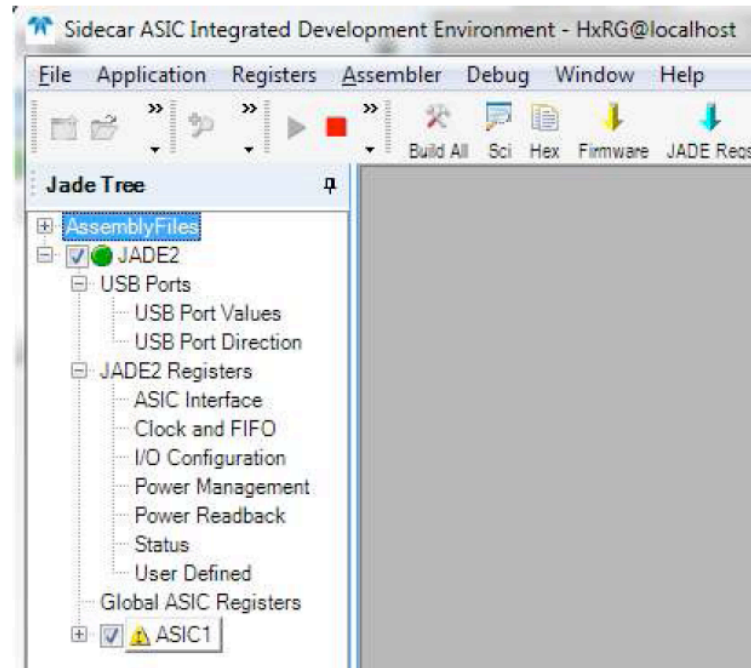 Sidecar ASIC Integrated Development Environment - HxRG@localhost
File Application Registers Assembler Debug Window Help
Build All Sci Hex Firmware JADE Regs
Jade Tree
AssemblyFiles
JADE2
USB Ports
USB Port Values
USB Port Direction
JADE2 Registers
ASIC Interface
Clock and FIFO
I/O Configuration
Power Management
Power Readback
Status
User Defined
Global ASIC Registers
ASIC1